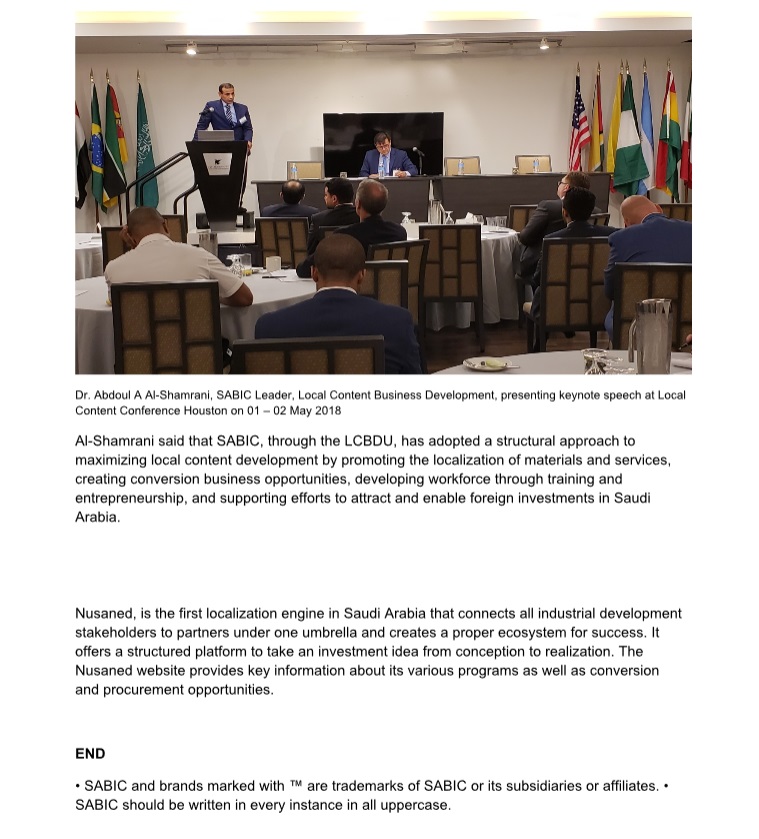 Dr. Abdoul A Al-Shamrani, SABIC Leader, Local Content Business Development, presenting keynote speech at Local
Content Conference Houston on 01 – 02 May 2018
Al-Shamrani said that SABIC, through the LCBDU, has adopted a structural approach to
maximizing local content development by promoting the localization of materials and services,
creating conversion business opportunities, developing workforce through training and
entrepreneurship, and supporting efforts to attract and enable foreign investments in Saudi
Arabia.
Nusaned, is the first localization engine in Saudi Arabia that connects all industrial development
stakeholders to partners under one umbrella and creates a proper ecosystem for success. It
offers a structured platform to take an investment idea from conception to realization. The
Nusaned website provides key information about its various programs as well as conversion
and procurement opportunities.
END
• SABIC and brands marked with ™ are trademarks of SABIC or its subsidiaries or affiliates. •
SABIC should be written in every instance in all uppercase.